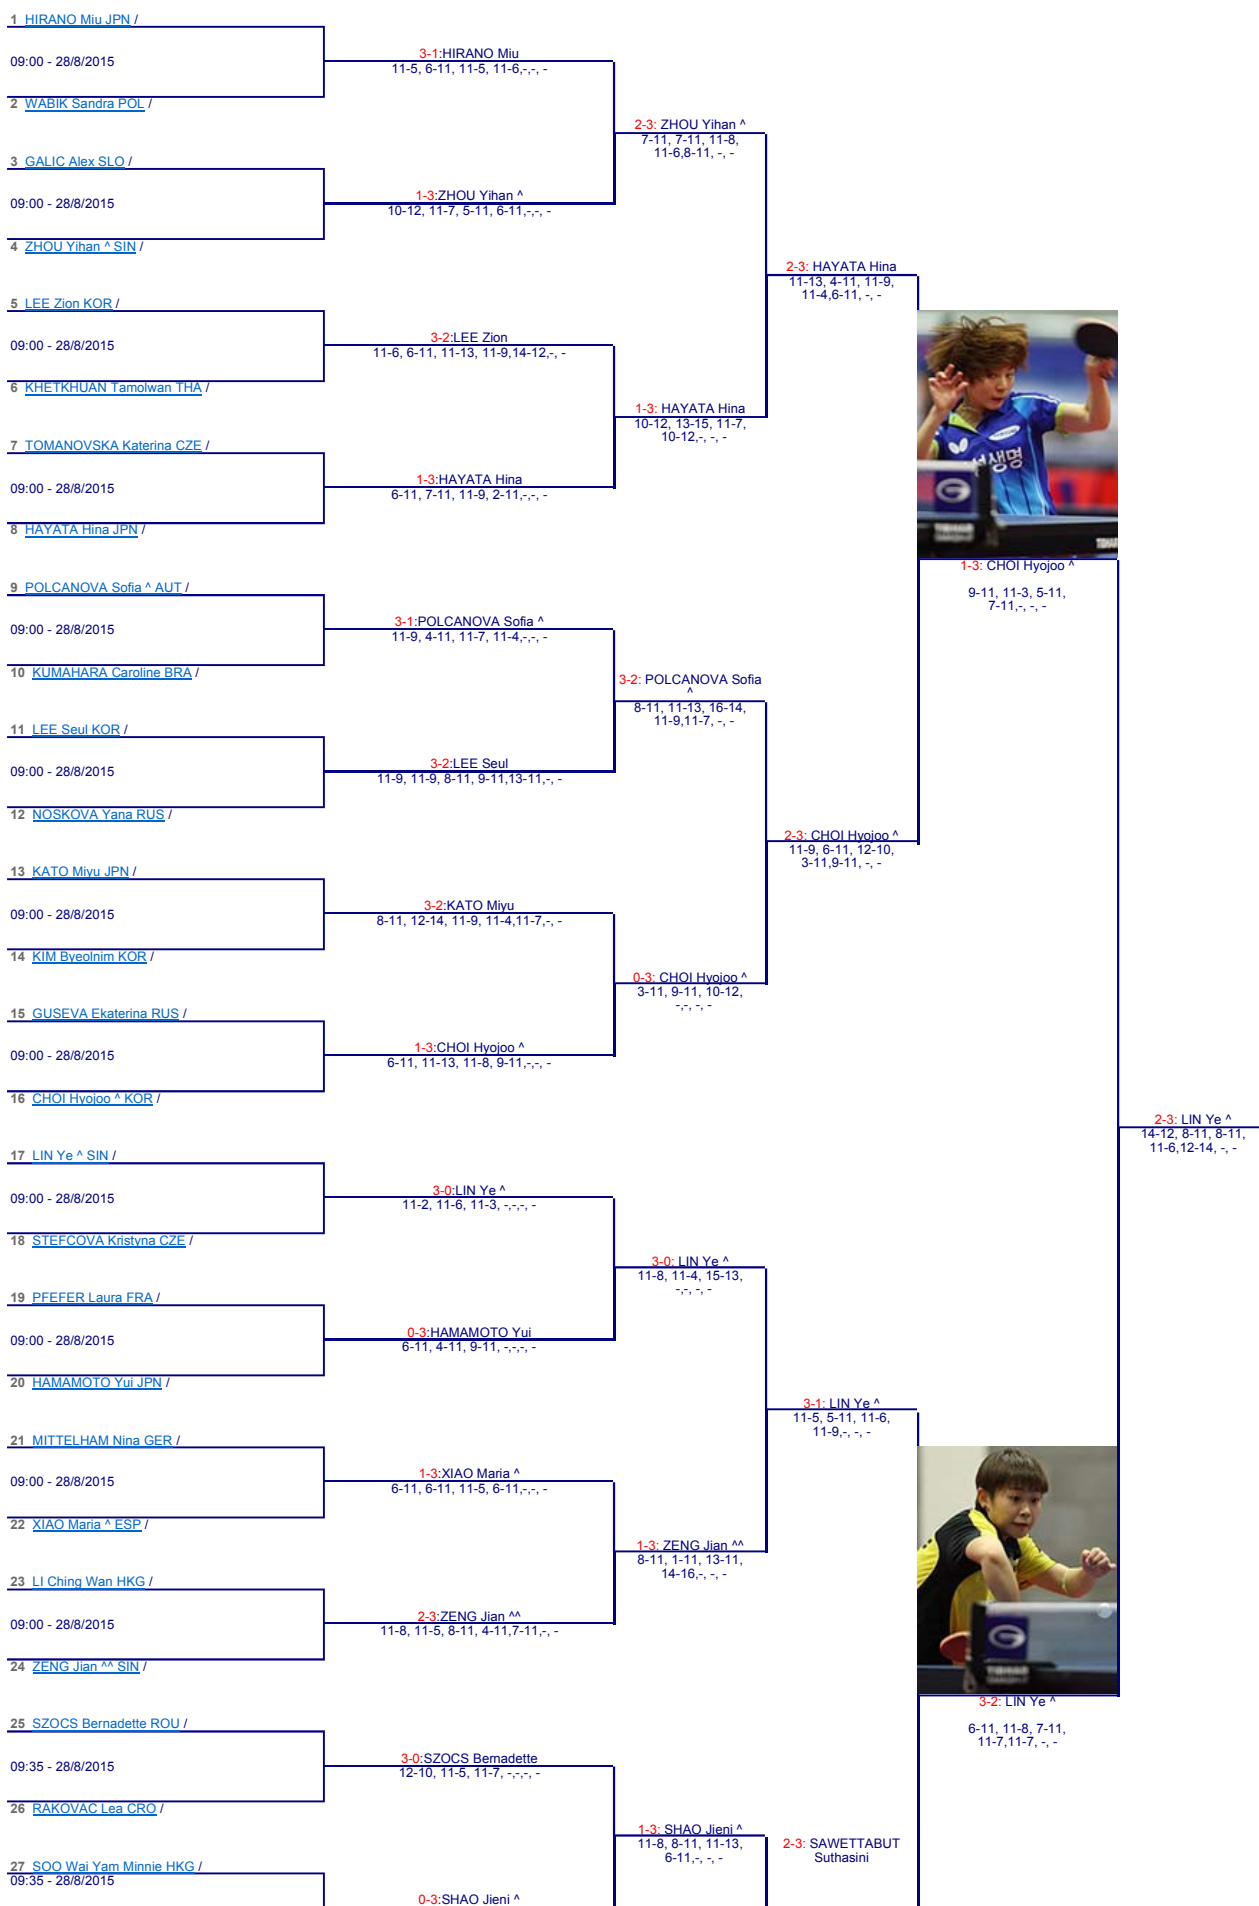 1 HIRANO Miu JPN /
09:00 - 28/8/2015
2 WABIK Sandra POL /
3-1:HIRANO Miu
11-5, 6-11, 11-5, 11-6,-,-, -
3 GALIC Alex SLO /
09:00 - 28/8/2015
4 ZHOU Yihan ^ SIN /
1-3:ZHOU Yihan ^
10-12, 11-7, 5-11, 6-11,-,-, -
2-3: ZHOU Yihan ^
7-11, 7-11, 11-8,
11-6,8-11, -, -
5 LEE Zion KOR /
09:00 - 28/8/2015
6 KHETKHUAN Tamolwan THA /
3-2:LEE Zion
11-6, 6-11, 11-13, 11-9,14-12,-, -
7 TOMANOVSKA Katerina CZE /
09:00 - 28/8/2015
8 HAYATA Hina JPN /
1-3:HAYATA Hina
6-11, 7-11, 11-9, 2-11,-,-, -
1-3: HAYATA Hina
10-12, 13-15, 11-7,
10-12,-, -, -
2-3: HAYATA Hina
11-13, 4-11, 11-9,
11-4,6-11, -, -
9 POLCANOVA Sofia ^ AUT /
09:00 - 28/8/2015
10 KUMAHARA Caroline BRA /
3-1:POLCANOVA Sofia ^
11-9, 4-11, 11-7, 11-4,-,-, -
11 LEE Seul KOR /
09:00 - 28/8/2015
12 NOSKOVA Yana RUS /
3-2:LEE Seul
11-9, 11-9, 8-11, 9-11,13-11,-, -
3-2: POLCANOVA Sofia
^
8-11, 11-13, 16-14,
11-9,11-7, -, -
13 KATO Miyu JPN /
09:00 - 28/8/2015
14 KIM Byeolnim KOR /
3-2:KATO Miyu
8-11, 12-14, 11-9, 11-4,11-7,-, -
15 GUSEVA Ekaterina RUS /
09:00 - 28/8/2015
16 CHOI Hyojoo ^ KOR /
1-3:CHOI Hyojoo ^
6-11, 11-13, 11-8, 9-11,-,-, -
0-3: CHOI Hyojoo ^
3-11, 9-11, 10-12,
-,-, -, -
2-3: CHOI Hyojoo ^
11-9, 6-11, 12-10,
3-11,9-11, -, -
생명
G
1-3: CHOI Hyojoo ^
9-11, 11-3, 5-11,
7-11,-, -, -
17 LIN Ye ^ SIN /
09:00 - 28/8/2015
18 STEFCOVA Kristyna CZE /
3-0:LIN Ye ^
11-2, 11-6, 11-3, -,-,-, -
19 PFEFER Laura FRA /
09:00 - 28/8/2015
20 HAMAMOTO Yui JPN /
0-3:HAMAMOTO Yui
6-11, 4-11, 9-11, -,-,-, -
3-0: LIN Ye ^
11-8, 11-4, 15-13,
-,-, -, -
21 MITTELHAM Nina GER /
09:00 - 28/8/2015
22 XIAO Maria ^ ESP /
1-3:XIAO Maria ^
6-11, 6-11, 11-5, 6-11,-,-, -
23 LI Ching Wan HKG /
09:00 - 28/8/2015
24 ZENG Jian ^^ SIN /
2-3:ZENG Jian ^^
11-8, 11-5, 8-11, 4-11,7-11,-, -
1-3: ZENG Jian ^^
8-11, 1-11, 13-11,
14-16,-, -, -
3-1: LIN Ye ^
11-5, 5-11, 11-6,
11-9,-, -, -
G
TIBHAR
3-2: LIN Ye ^
6-11, 11-8, 7-11,
11-7,11-7, -, -
2-3: LIN Ye ^
14-12, 8-11, 8-11,
11-6,12-14, -, -
25 SZOCS Bernadette ROU /
09:35 - 28/8/2015
26 RAKOVAC Lea CRO /
3-0:SZOCS Bernadette
12-10, 11-5, 11-7, -,-,-, -
27 SOO Wai Yam Minnie HKG /
09:35 - 28/8/2015
0-3:SHAO Jieni ^
1-3: SHAO Jieni ^
11-8, 8-11, 11-13,
6-11,-, -, -
2-3: SAWETTABUT
Suthasini